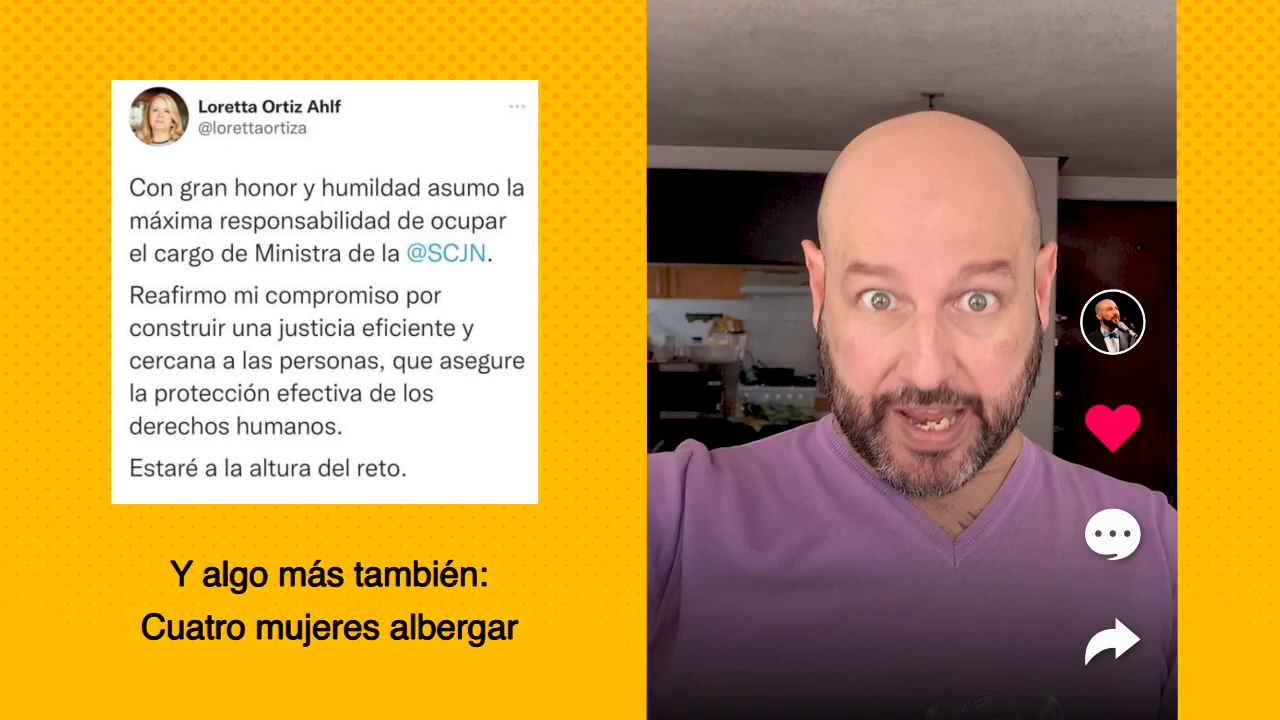 Loretta Ortiz Ahlf
@lorettaortiza
Con gran honor y humildad asumo la
máxima responsabilidad de ocupar
el cargo de Ministra de la @SCJN.
Reafirmo mi compromiso por
construir una justicia eficiente y
cercana a las personas, que asegure
la protección efectiva de los
derechos humanos.
Estaré a la altura del reto.
Y algo más también:
Cuatro mujeres albergar